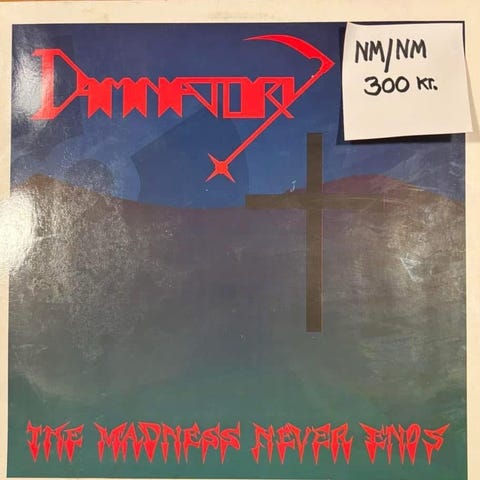 DAMNATORY
NM/NM
300 KR.
THE MADNESS NEVER ENDS